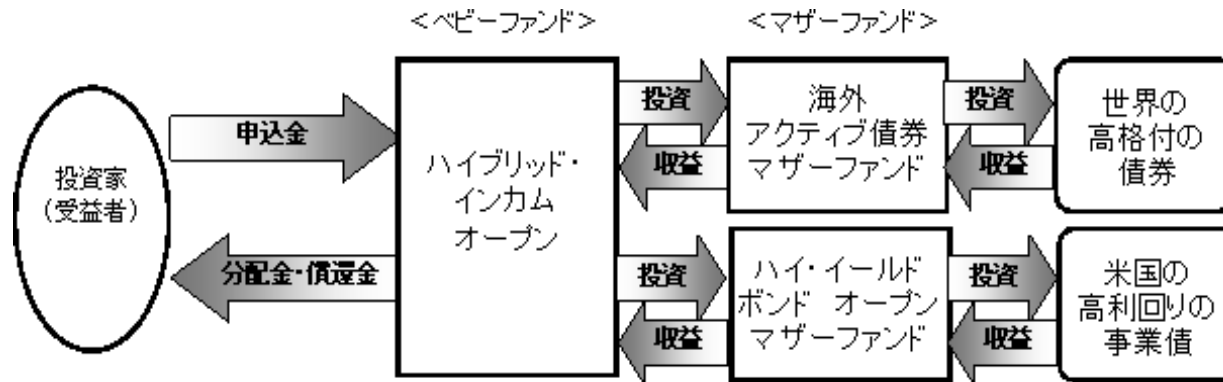 <ベビーファンド>
<マザーファンド>
投資家
(受益者)
申込金
分配金・償還金
ハイブリッド・
インカム
オープン
投資
収益
海外
アクティブ債券
マザーファンド
投資
収益
世界の
高格付の
債券
投資
収益
ハイ・イールド
ボンド オープン
マザーファンド
投資
収益
米国の
高利回りの
事業債